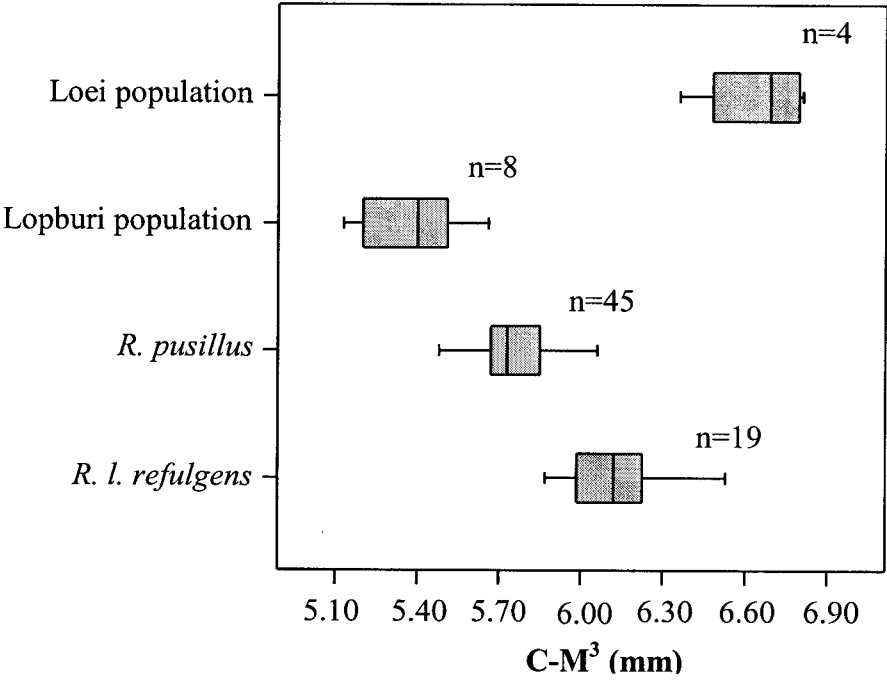 n=4
Loei population
n=8
Lopburi population
n=45
R. pusillus
n=19
R. l. refulgens
5.10 5.40 5.70 6.00 6.30 6.60 6.90
C-M³ (mm)